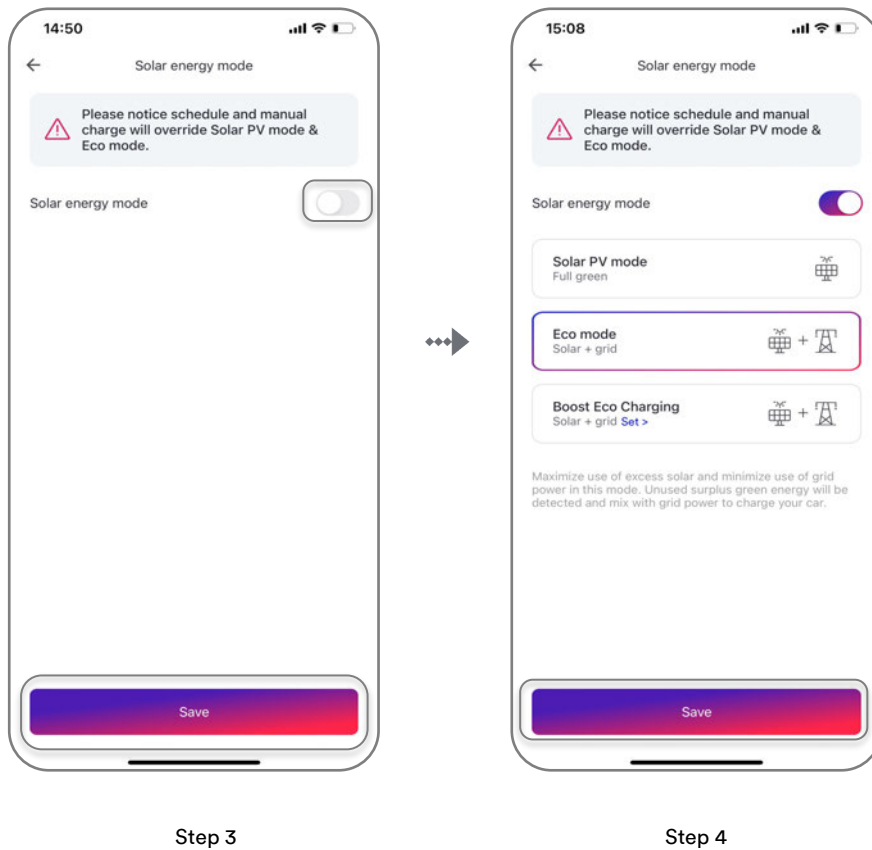 14:50
Solar energy mode
Please notice schedule and manual
charge will override Solar PV mode &
Eco mode.
Solar energy mode
Save
Step 3
15:08
Solar energy mode
Please notice schedule and manual
charge will override Solar PV mode &
Eco mode.
Solar energy mode
Solar PV mode
Full green
Eco mode
Solar + grid
+
Boost Eco Charging
Solar + grid Set >
+
Maximize use of excess solar and minimize use of grid
power in this mode. Unused surplus green energy will be
detected and mix with grid power to charge your car.
Save
Step 4